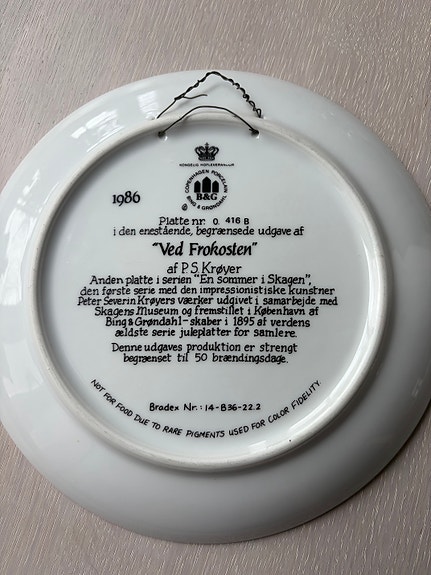 KONGELIG HOFLEVERANDØR
COPENHAGEN PORCELAIN
B&G
BING & GRØNDAHL
1986
Platte nr. O 416 B
i den enestående, begrænsede udgave af
"Ved Frokosten"
af P.S. Krøyer
Anden platte i serien "En sommer i Skagen",
den første serie med den impressionistiske kunstner
Peter Severin Krøyers værker udgivet i samarbejde med
Skagens Museum og fremstillet i København af
Bing & Grøndahl – skaber i 1895 af verdens
ældste serie juleplatter for samlere.
Denne udgaves produktion er strengt
begrænset til 50 brændingsdage.
Bradex Nr.: 14-B36-22.2
NOT FOR FOOD DUE TO RARE PIGMENTS USED FOR COLOR FIDELITY.